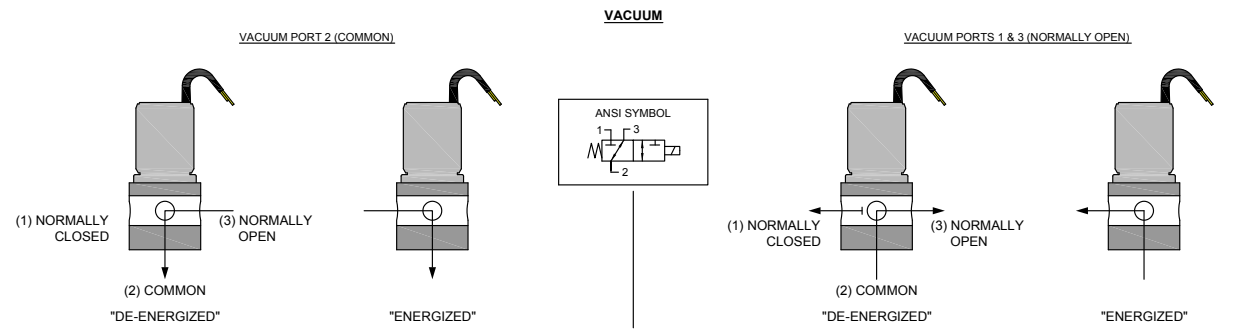 VACUUM
VACUUM PORT 2 (COMMON)
(1) NORMALLY
CLOSED
(3) NORMALLY
OPEN
(2) COMMON
"DE-ENERGIZED"
"ENERGIZED"
ANSI SYMBOL
1
3
2
VACUUM PORTS 1 & 3 (NORMALLY OPEN)
(1) NORMALLY
CLOSED
(3) NORMALLY
OPEN
(2) COMMON
"DE-ENERGIZED"
"ENERGIZED"